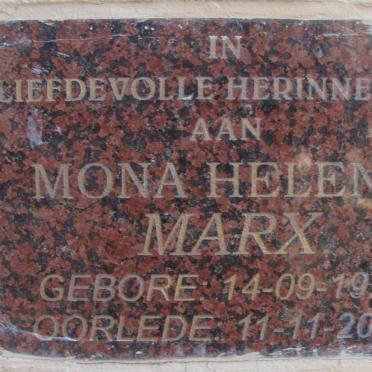 IN
LIEFDEVOLLE HERINNE
AAN
MONA HELEN
MARX
GEBORE 14-09-19
OORLEDE 11-11-20